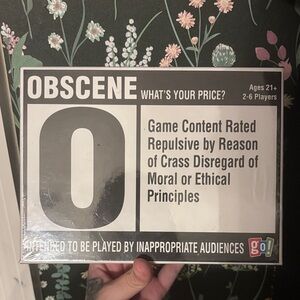 OBSCENE WHAT'S YOUR PRICE?
Ages 21+
2-6 Players
O
Game Content Rated
Repulsive by Reason
of Crass Disregard of
Moral or Ethical
Principles
INTENDED TO BE PLAYED BY INAPPROPRIATE AUDIENCES
go!